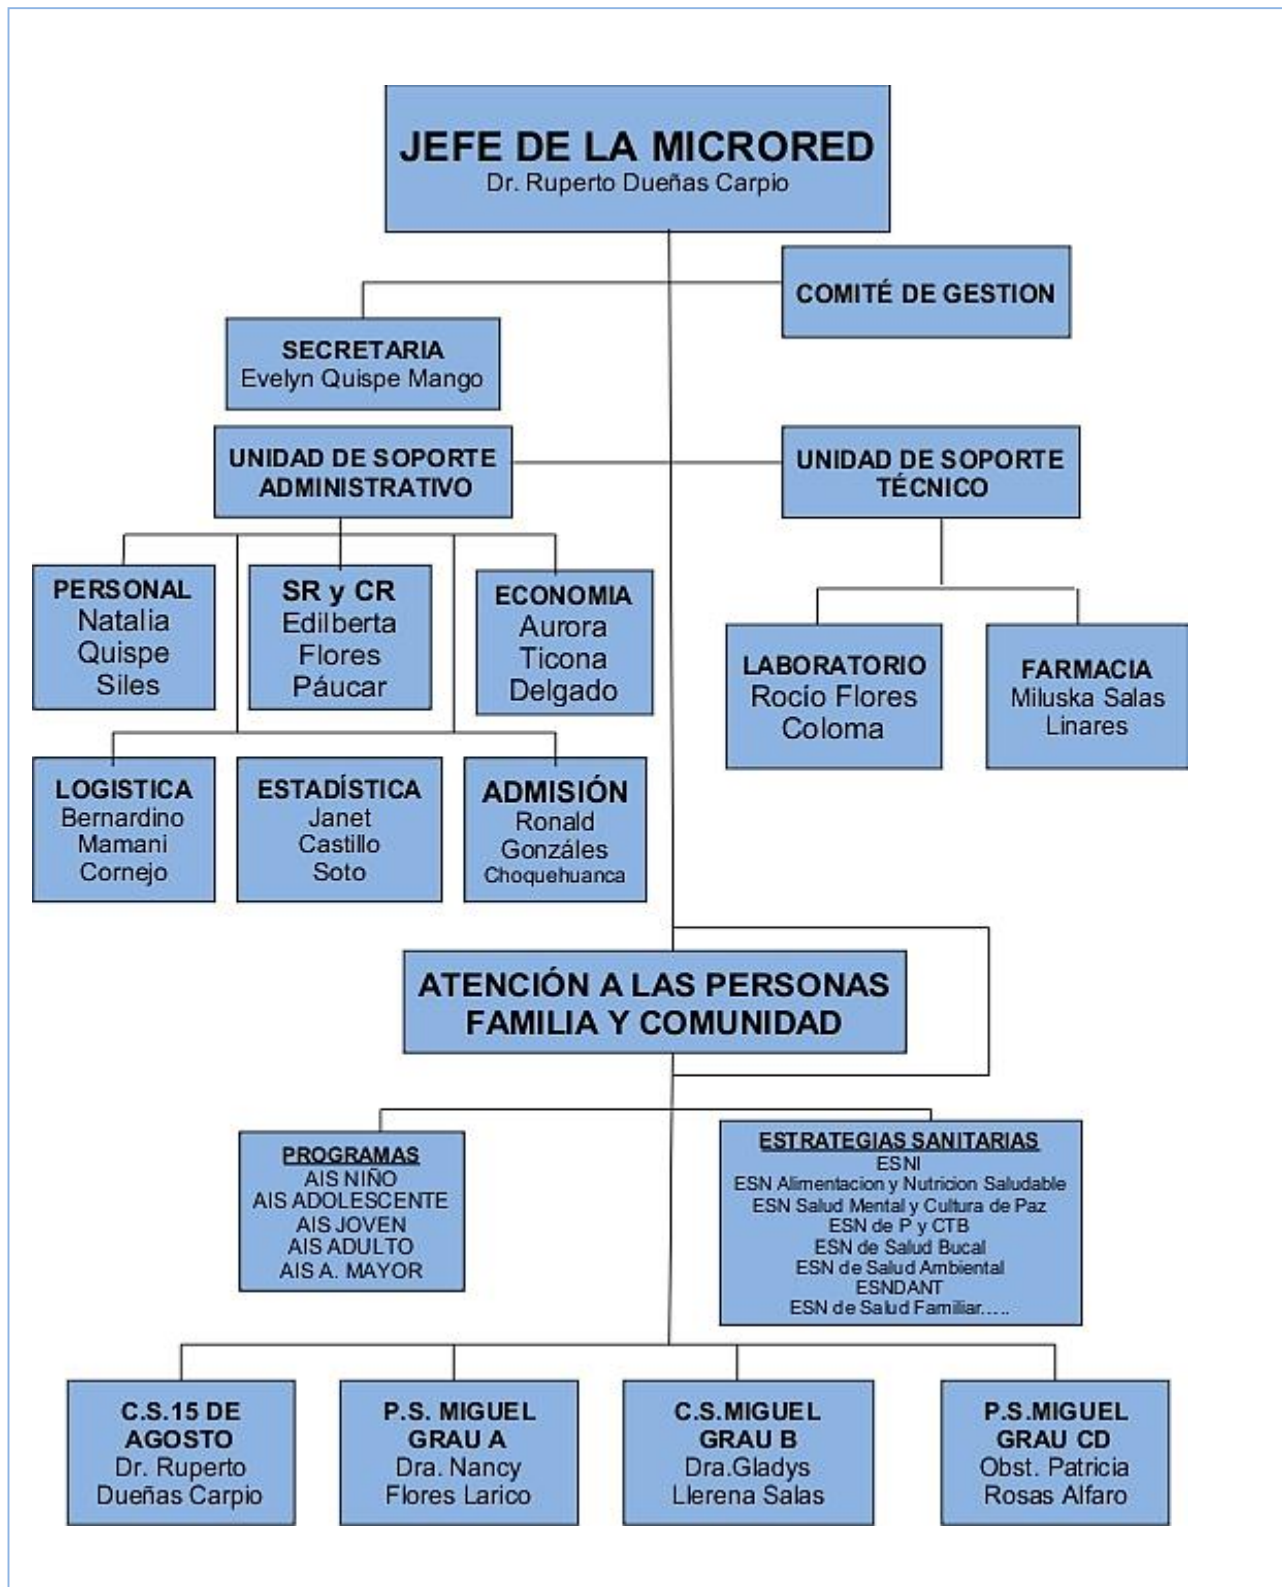 JEFE DE LA MICRORED
Dr. Ruperto Dueñas Carpio
COMITÉ DE GESTION
SECRETARIA
Evelyn Quispe Mango
UNIDAD DE SOPORTE
ADMINISTRATIVO
UNIDAD DE SOPORTE
TÉCNICO
PERSONAL
Natalia
Quispe
Siles
SR y CR
Edilberta
Flores
Páucar
ECONOMIA
Aurora
Ticona
Delgado
LABORATORIO
Rocío Flores
Coloma
FARMACIA
Miluska Salas
Linares
LOGISTICA
Bernardino
Mamani
Cornejo
ESTADÍSTICA
Janet
Castillo
Soto
ADMISIÓN
Ronald
Gonzáles
Choquehuanca
ATENCIÓN A LAS PERSONAS
FAMILIA Y COMUNIDAD
PROGRAMAS
AIS NIÑO
AIS ADOLESCENTE
AIS JOVEN
AIS ADULTO
AIS A. MAYOR
ESTRATEGIAS SANITARIAS
ESNI
ESN Alimentacion y Nutricion Saludable
ESN Salud Mental y Cultura de Paz
ESN de P y CTB
ESN de Salud Bucal
ESN de Salud Ambiental
ESNDANT
ESN de Salud Familiar.....
C.S.15 DE
AGOSTO
Dr. Ruperto
Dueñas Carpio
P.S. MIGUEL
GRAU A
Dra. Nancy
Flores Larico
C.S.MIGUEL
GRAU B
Dra.Gladys
Llerena Salas
P.S.MIGUEL
GRAU CD
Obst. Patricia
Rosas Alfaro